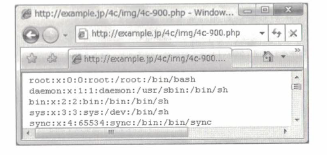 http://example.jp/4c/img/4c-900.php - Window...
http://example.jp/4c/img/4c-900.php
http://example.jp/4c/img/4c-900....
root:x:0:0:root:/root:/bin/bash
daemon:x:1:1:daemon:/usr/sbin:/bin/sh
bin:x:2:2:bin:/bin:/bin/sh
sys:x:3:3:sys:/dev:/bin/sh
sync:x:4:65534:sync:/bin:/bin/sync